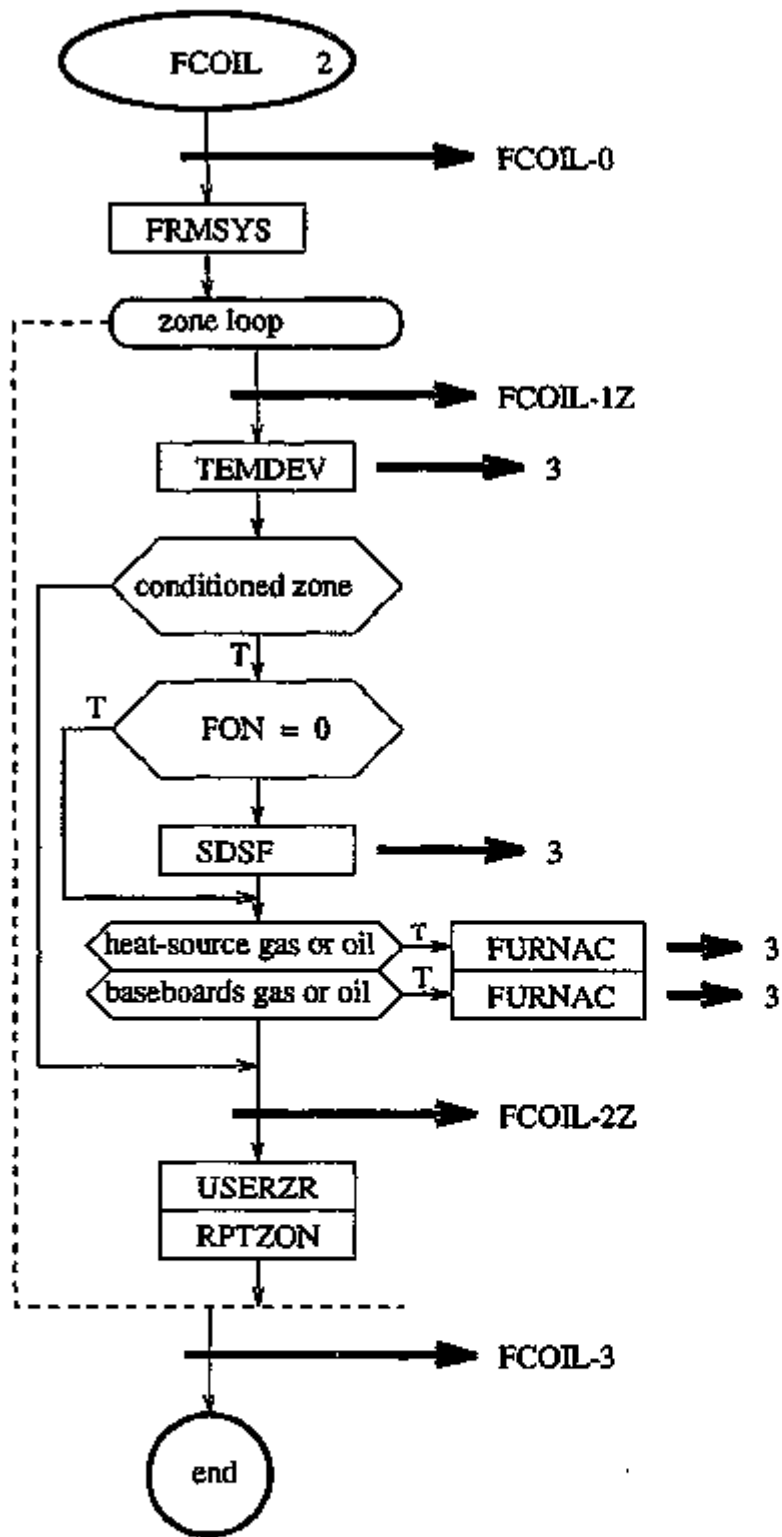 FCOIL 2
FCOIL-0
FRMSYS
zone loop
FCOIL-1Z
TEMDEV
3
conditioned zone
T
T
FON = 0
SDSF
3
heat-source gas or oil
T
FURNAC
3
baseboards gas or oil
T
FURNAC
3
FCOIL-2Z
USERZR
RPTZON
FCOIL-3
end